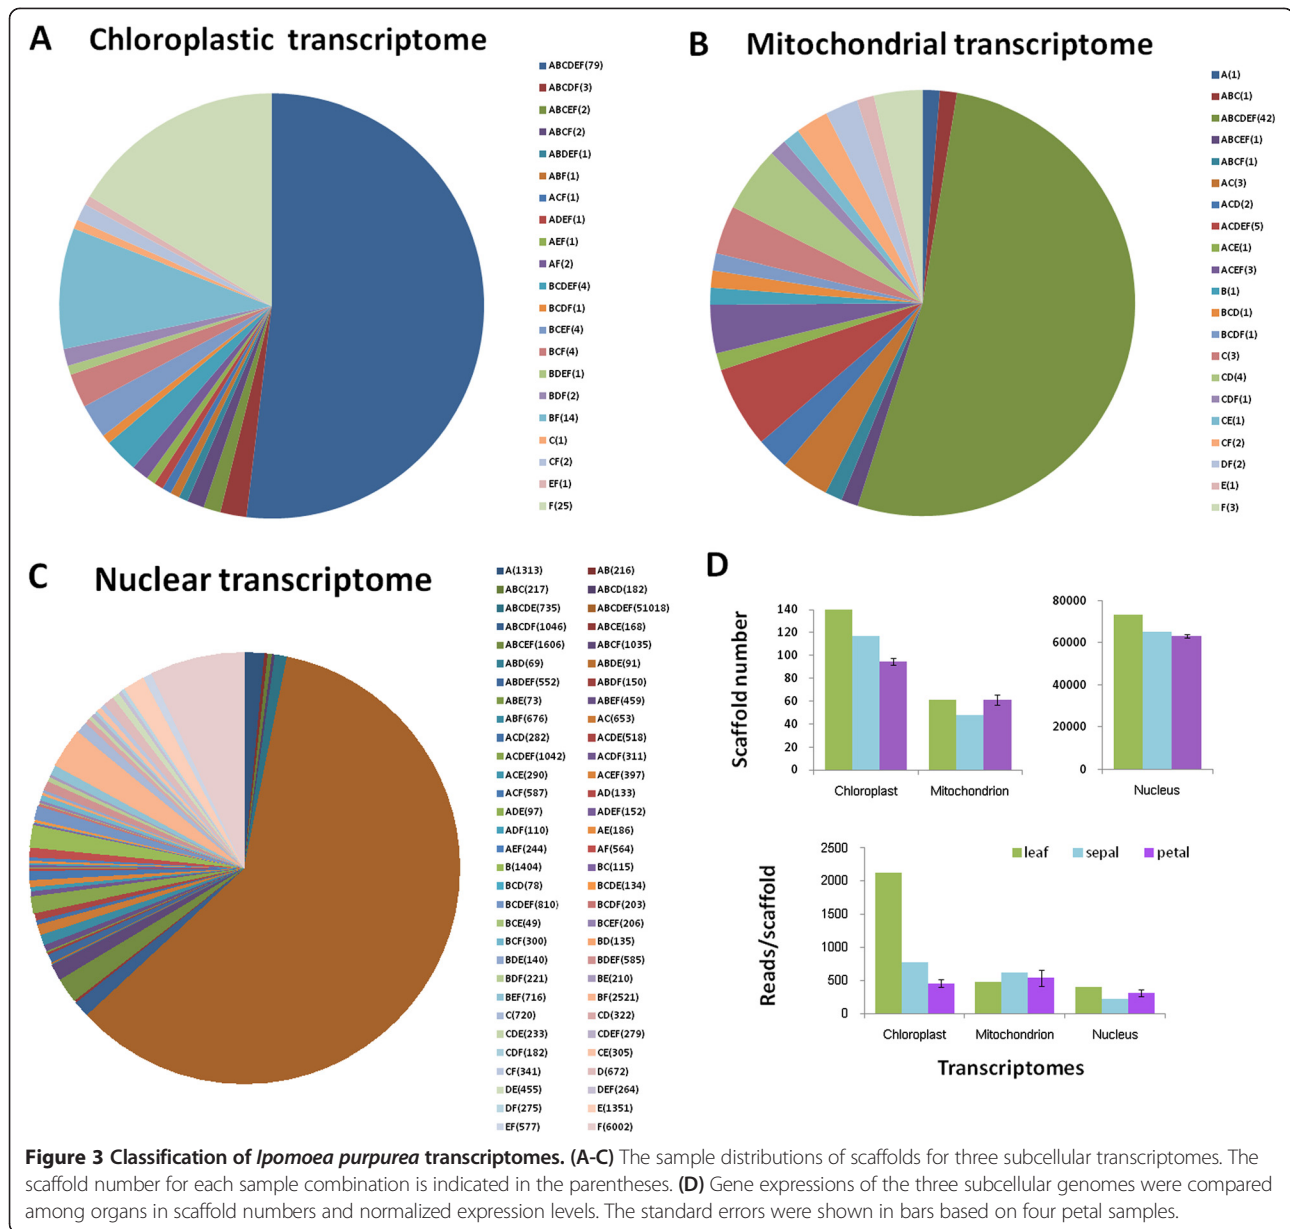 A Chloroplastic transcriptome
ABCDEF(79)
ABCDF(3)
ABCEF(2)
ABCF(2)
ABDEF(1)
ABF(1)
ACF(1)
ADEF(1)
AEF(1)
AF(2)
BCDEF(4)
BCDF(1)
BCEF(4)
BCF(4)
BDEF(1)
BDF(2)
BF(14)
C(1)
CF(2)
EF(1)
F(25)
B Mitochondrial transcriptome
A(1)
ABC(1)
ABCDEF(42)
ABCEF(1)
ABCF(1)
AC(3)
ACD(2)
ACDEF(5)
ACE(1)
ACEF(3)
B(1)
BCD(1)
BCDF(1)
C(3)
CD(4)
CDF(1)
CE(1)
CF(2)
DF(2)
E(1)
F(3)
C Nuclear transcriptome
A(1313) AB(216)
ABC(217) ABCD(182)
ABCDE(735) ABCDEF(51018)
ABCDF(1046) ABCE(168)
ABCEF(1606) ABCF(1035)
ABD(69) ABDE(91)
ABDEF(552) ABDF(150)
ABE(73) ABEF(459)
ABF(676) AC(653)
ACD(282) ACDE(518)
ACDEF(1042) ACDF(311)
ACE(290) ACEF(397)
ACF(587) AD(133)
ADE(97) ADEF(152)
ADF(110) AE(186)
AEF(244) AF(564)
B(1404) BC(115)
BCD(78) BCDE(134)
BCDEF(810) BCDF(203)
BCE(49) BCEF(206)
BCF(300) BD(135)
BDE(140) BDEF(585)
BDF(221) BE(210)
BEF(716) BF(2521)
C(720) CD(322)
CDE(233) CDEF(279)
CDF(182) CE(305)
CF(341) D(672)
DE(455) DEF(264)
DF(275) E(1351)
EF(577) F(6002)
D
Scaffold number
140
120
100
80
60
40
20
0
Chloroplast Mitochondrion
80000
60000
40000
20000
0
Nucleus
Reads/scaffold
2500
2000
1500
1000
500
0
leaf sepal petal
Chloroplast Mitochondrion Nucleus
Transcriptomes
Figure 3 Classification of Ipomoea purpurea transcriptomes. (A-C) The sample distributions of scaffolds for three subcellular transcriptomes. The
scaffold number for each sample combination is indicated in the parentheses. (D) Gene expressions of the three subcellular genomes were compared
among organs in scaffold numbers and normalized expression levels. The standard errors were shown in bars based on four petal samples.